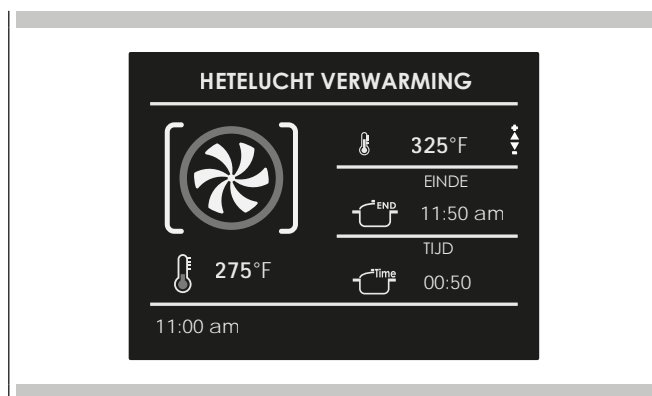 HETELUCHT VERWARMING
325°F
EINDE
END
11:50 am
TIJD
275°F
Time
00:50
11:00 am